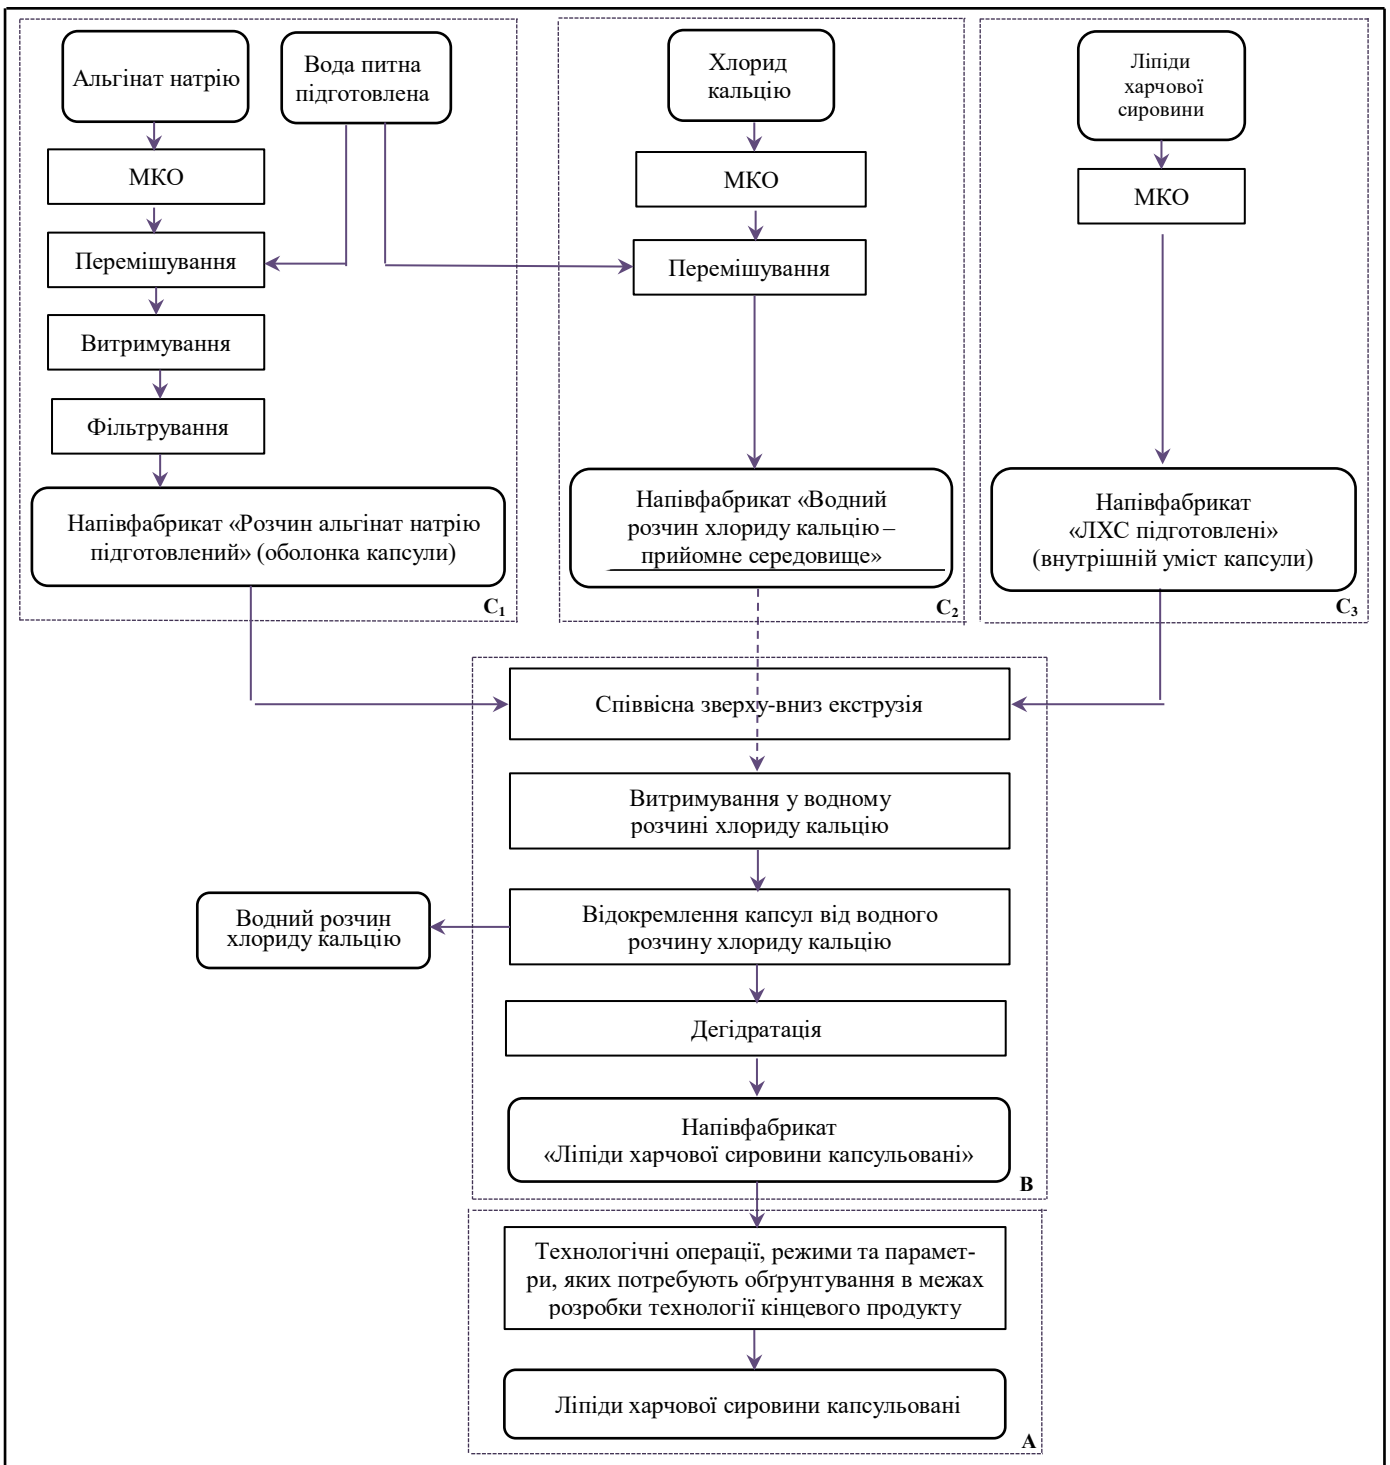 Альгінат натрію
Вода питна
підготовлена
МКО
Перемішування
Витримування
Фільтрування
Напівфабрикат «Розчин альгінат натрію
підготовлений» (оболонка капсули)
C1
Хлорид
кальцію
МКО
Перемішування
Напівфабрикат «Водний
розчин хлориду кальцію –
прийомне середовище»
C2
Ліпіди
харчової
сировини
МКО
Напівфабрикат
«ЛХС підготовлені»
(внутрішній уміст капсули)
C3
Співвісна зверху-вниз екструзія
Витримування у водному
розчині хлориду кальцію
Відокремлення капсул від водного
розчину хлориду кальцію
Водний розчин
хлориду кальцію
Дегідратація
Напівфабрикат
«Ліпіди харчової сировини капсульовані»
B
Технологічні операції, режими та парамет-
ри, яких потребують обґрунтування в межах
розробки технології кінцевого продукту
Ліпіди харчової сировини капсульовані
A